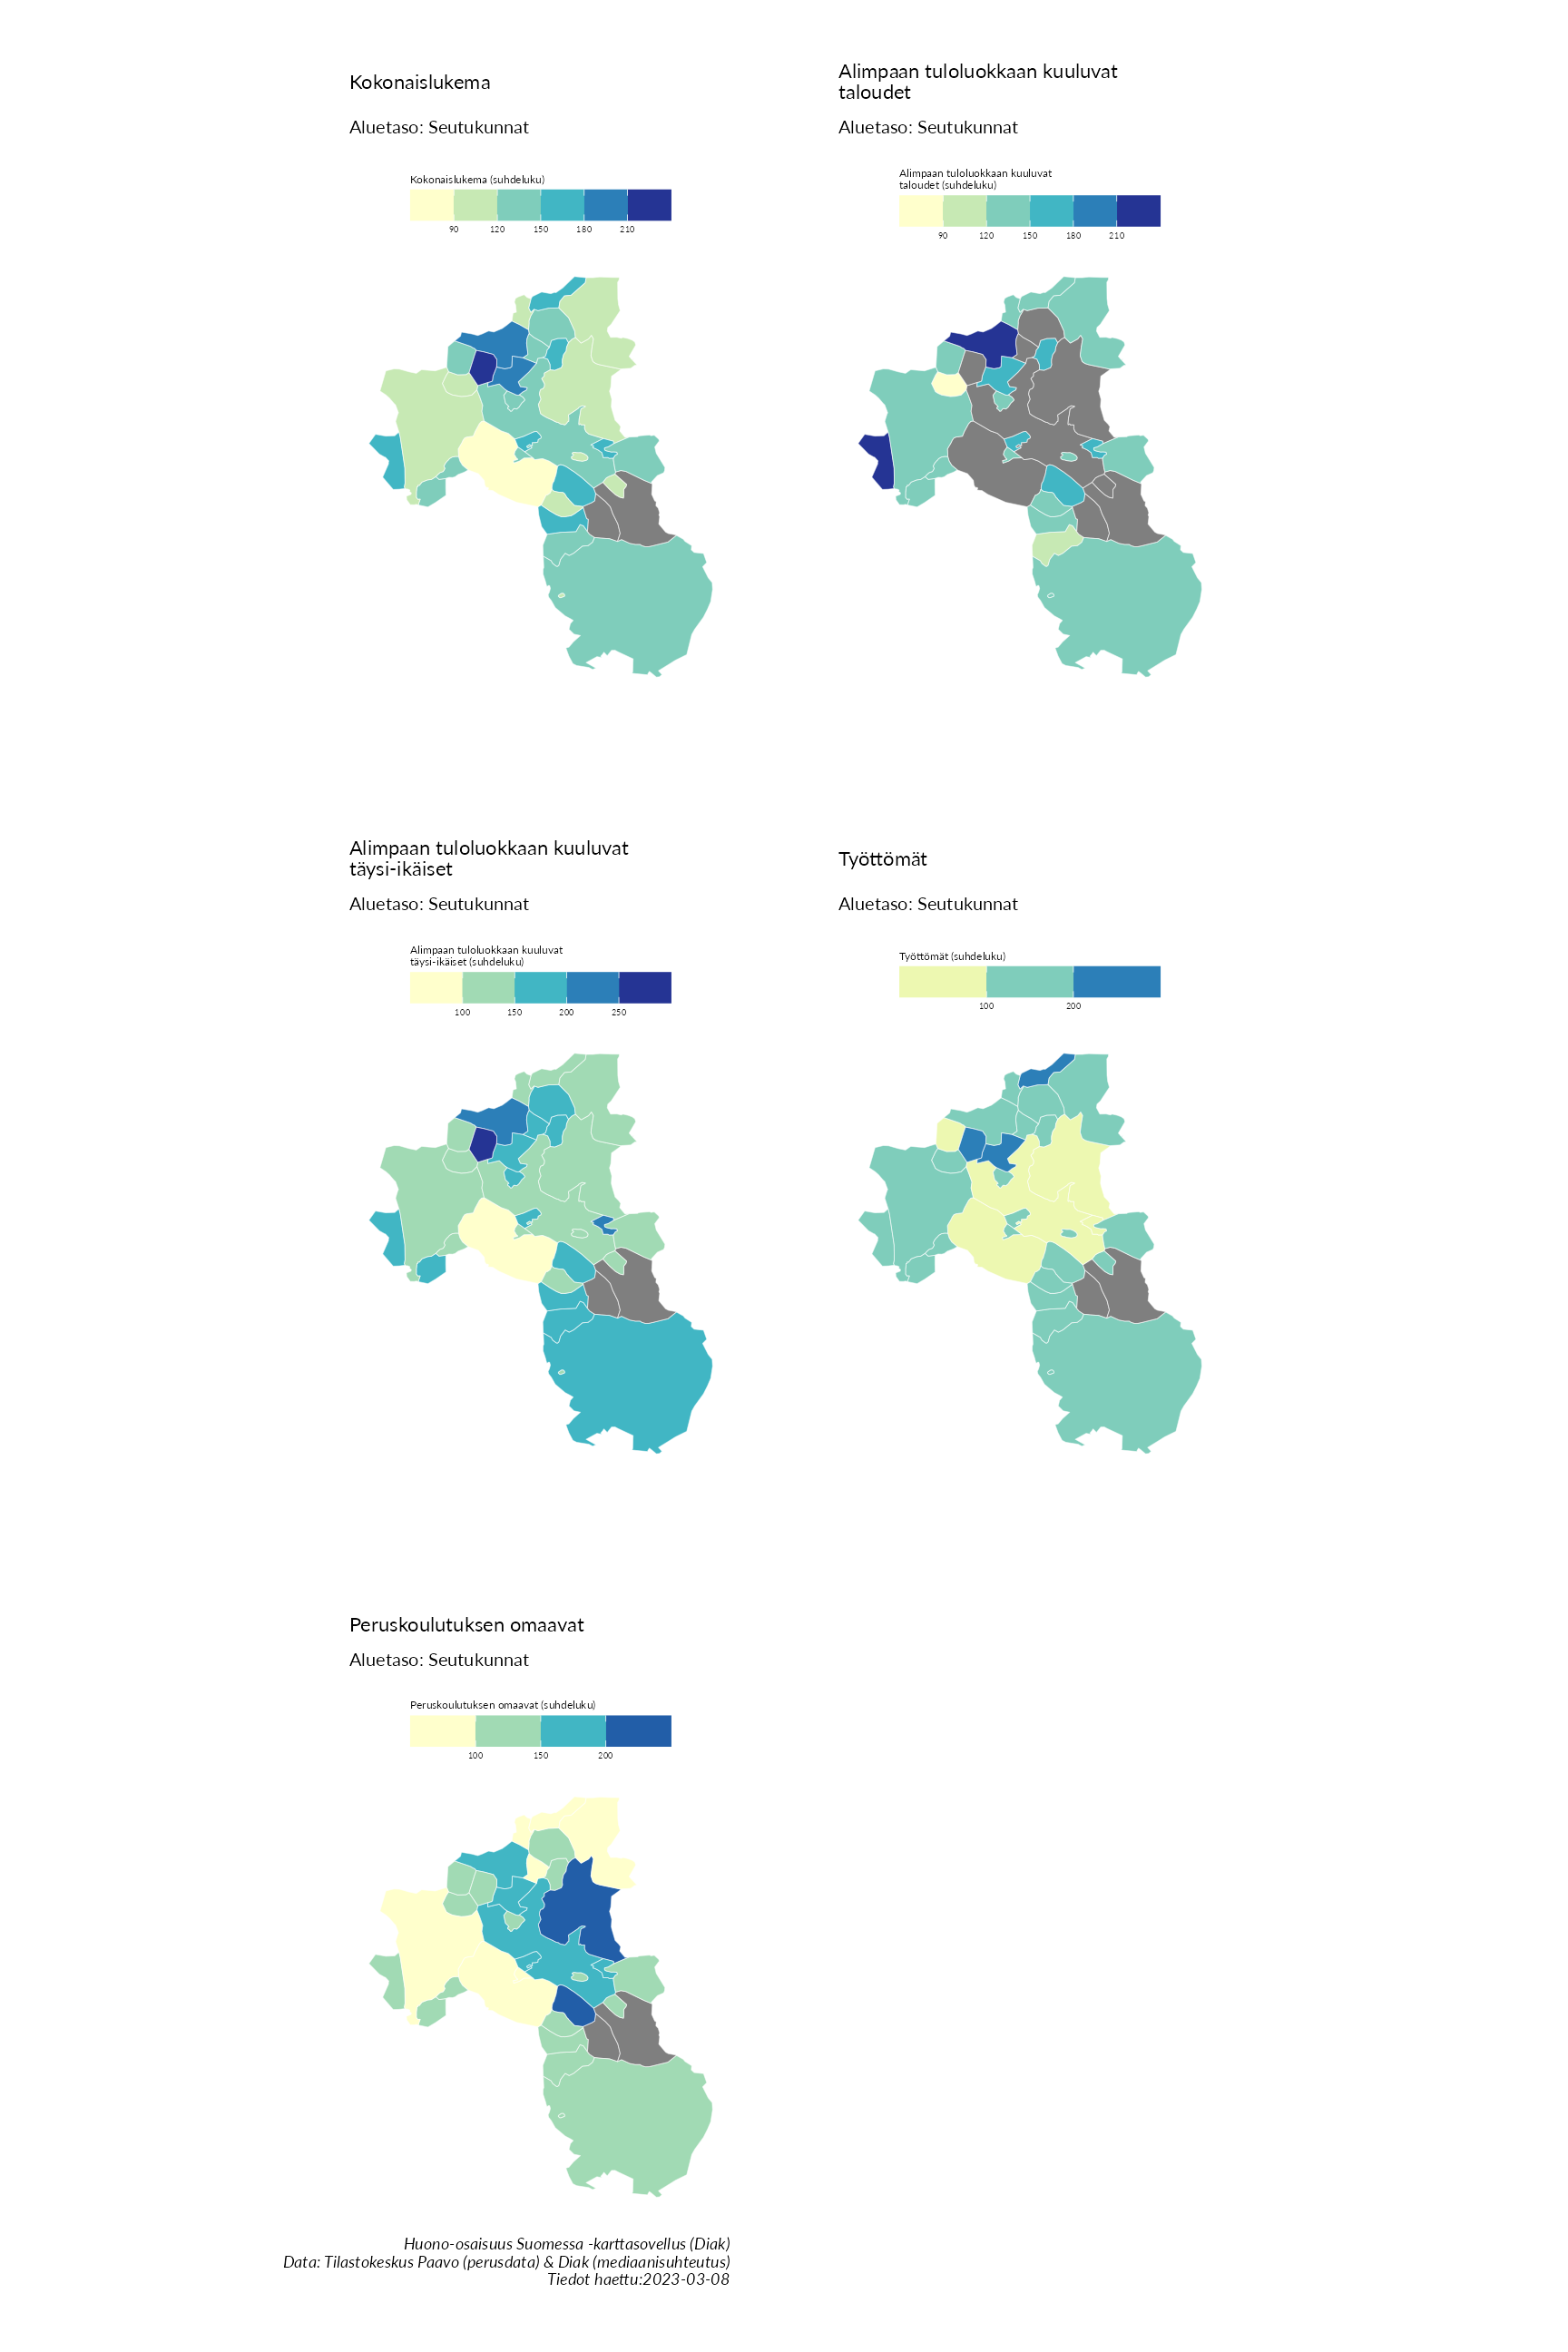 Kokonaislukema
Aluetaso: Seutukunnat
Kokonaislukema (suhdeluku)
90 120 150 180 210
Alimpaan tuloluokkaan kuuluvat
taloudet
Aluetaso: Seutukunnat
Alimpaan tuloluokkaan kuuluvat
taloudet (suhdeluku)
90 120 150 180 210
Alimpaan tuloluokkaan kuuluvat
täysi-ikäiset
Aluetaso: Seutukunnat
Alimpaan tuloluokkaan kuuluvat
täysi-ikäiset (suhdeluku)
100 150 200 250
Työttömät
Aluetaso: Seutukunnat
Työttömät (suhdeluku)
100 200
Peruskoulutuksen omaavat
Aluetaso: Seutukunnat
Peruskoulutuksen omaavat (suhdeluku)
100 150 200
Huono-osaisuus Suomessa -karttasovellus (Diak)
Data: Tilastokeskus Paavo (perusdata) & Diak (mediaanisuhteutus)
Tiedot haettu:2023-03-08